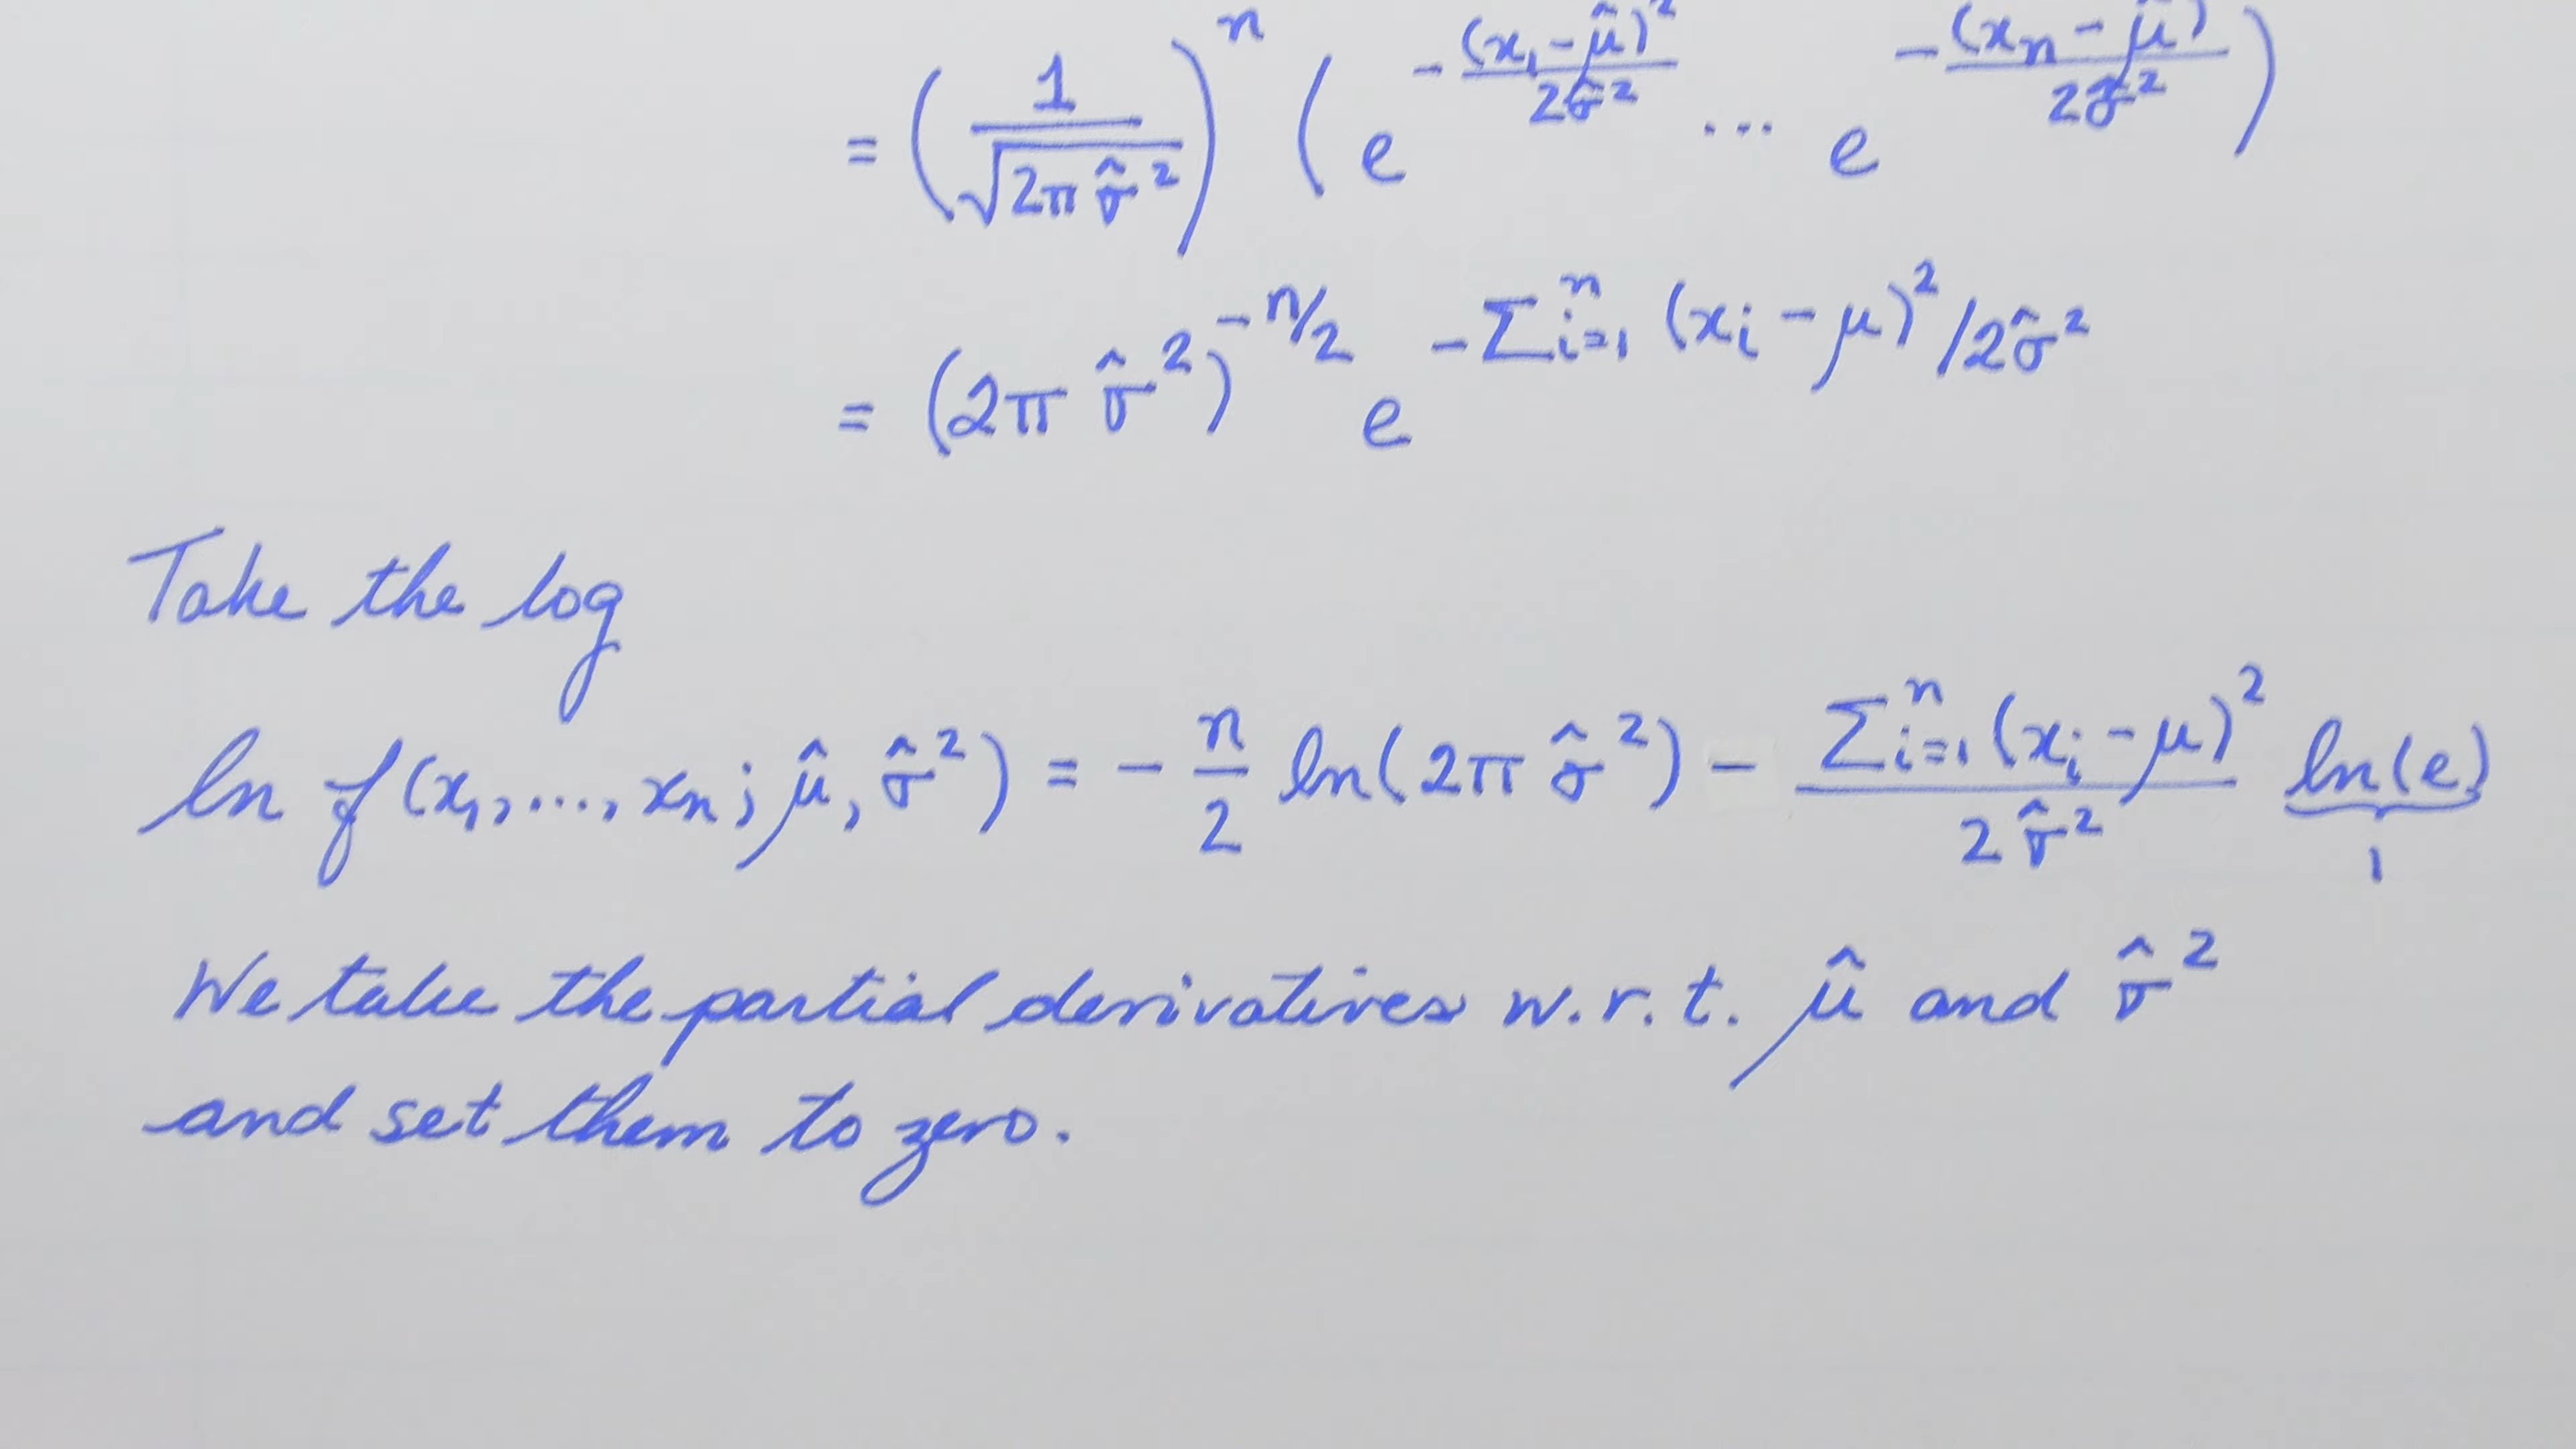 = (1/√(2π σ̂²))ⁿ (e^(-(x₁-μ̂)²/2σ̂²) ... e^(-(xₙ-μ̂)/2σ̂²))
= (2π σ̂²)^(-n/2) e^(-Σⁿᵢ₌₁ (xᵢ-μ)²/2σ̂²)
Take the log
ln f(x₁,...,xₙ; μ̂, σ̂²) = - n/2 ln(2π σ̂²) - Σⁿᵢ₌₁(xᵢ-μ)²/2σ̂² ln(e)
1
We take the partial derivatives w.r.t. μ̂ and σ̂²
and set them to zero.